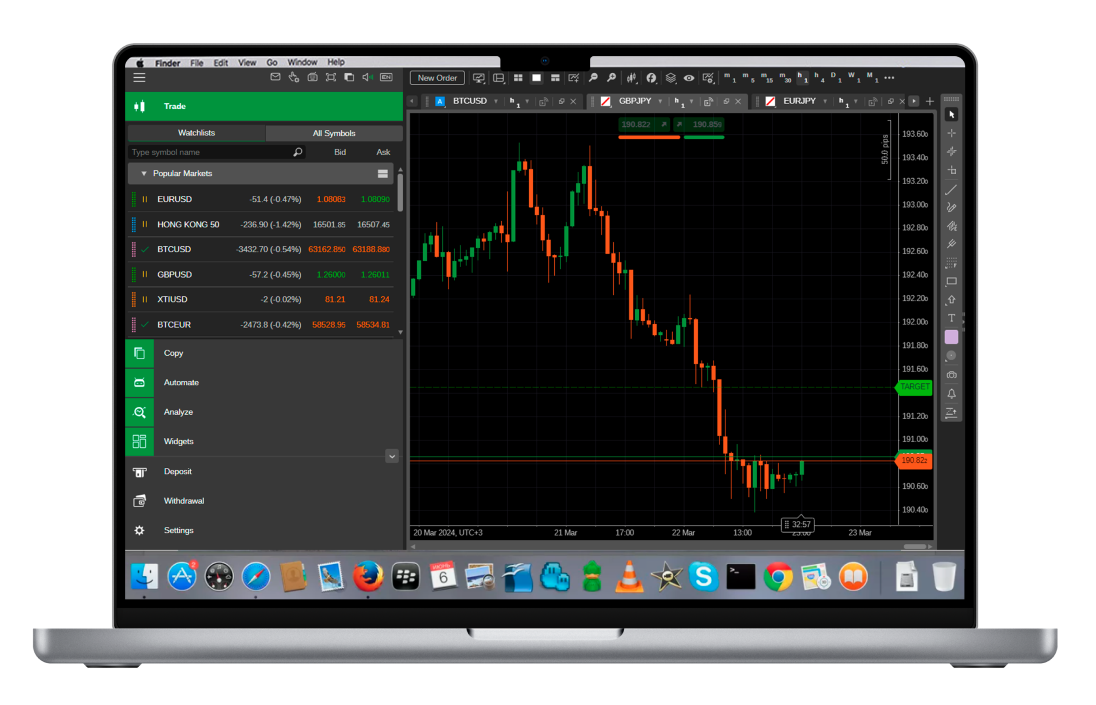 Finder File Edit View Go Window Help
EN
New Order
m 1 m 5 m 15 m 30 h 1 h 4 D 1 W 1 M 1
Trade
BTCUSD h 1 GBPJPY h 1 EURJPY h 1
Watchlists All Symbols
Type symbol name Bid Ask
Popular Markets
EURUSD -51.4 (-0.47%) 1.08083 1.08090
HONG KONG 50 -236.90 (-1.42%) 16501.85 16507.45
BTCUSD -3432.70 (-0.54%) 63162.850 63188.880
GBPUSD -57.2 (-0.45%) 1.26000 1.26011
XTIUSD -2 (-0.02%) 81.21 81.24
BTCEUR -2473.8 (-0.42%) 58528.95 58534.81
Copy
Automate
Analyze
Widgets
Deposit
Withdrawal
Settings
190.822 190.858
50.0 pps
193.600
193.400
193.200
193.000
192.800
192.600
192.400
192.200
192.000
191.800
191.600
TARGET
191.200
191.000
190.822
190.600
190.400
32:57
20 Mar 2024, UTC+3 21 Mar 17:00 22 Mar 13:00 23:00 23 Mar
T
F
6
S